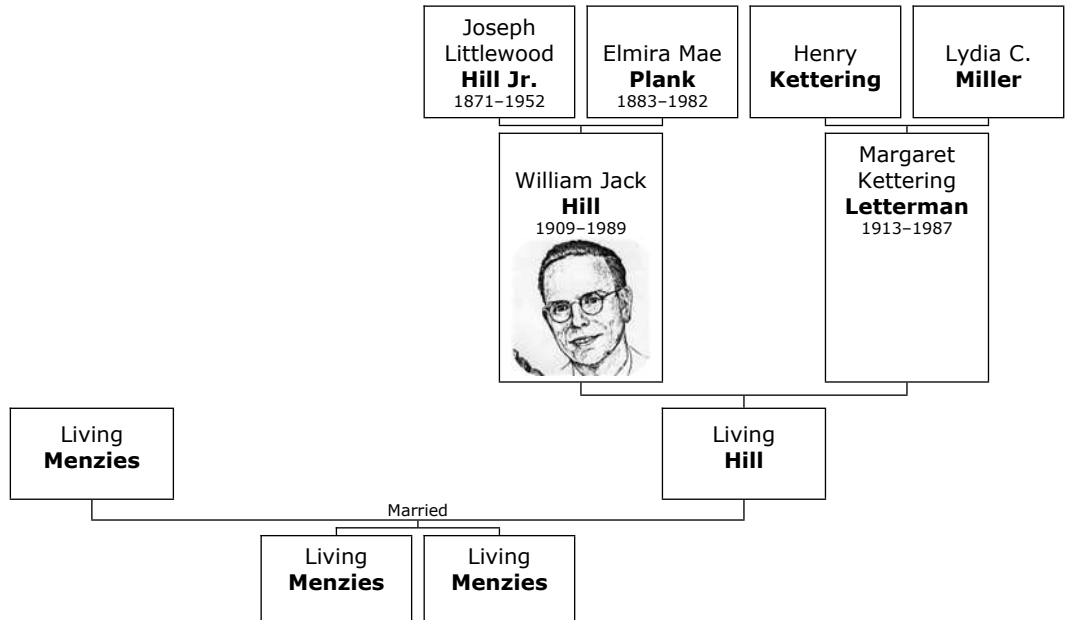 Joseph
Littlewood
Hill Jr.
1871–1952
Elmira Mae
Plank
1883–1982
Henry
Kettering
Lydia C.
Miller
William Jack
Hill
1909–1989
Margaret
Kettering
Letterman
1913–1987
Living
Menzies
Living
Hill
Married
Living
Menzies
Living
Menzies